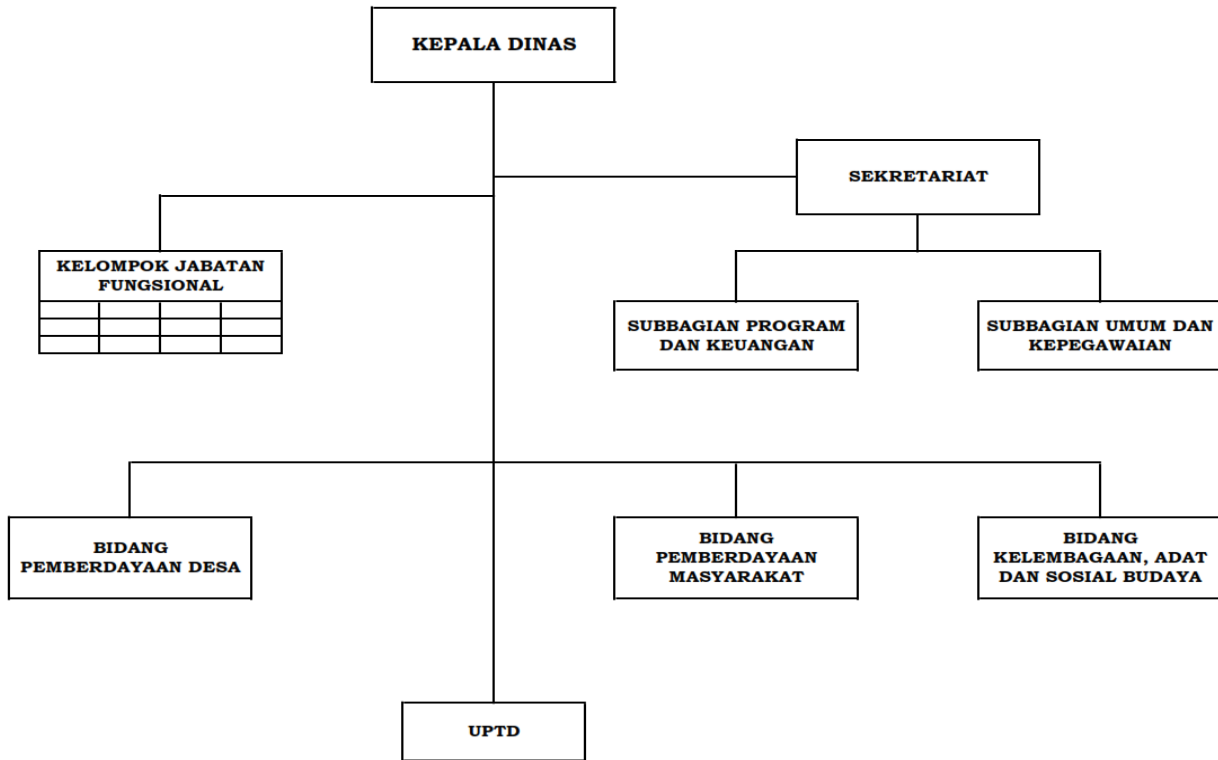 KEPALA DINAS
SEKRETARIAT
KELOMPOK JABATAN
FUNGSIONAL
SUBBAGIAN PROGRAM
DAN KEUANGAN
SUBBAGIAN UMUM DAN
KEPEGAWAIAN
BIDANG
PEMBERDAYAAN DESA
BIDANG
PEMBERDAYAAN
MASYARAKAT
BIDANG
KELEMBAGAAN, ADAT
DAN SOSIAL BUDAYA
UPTD